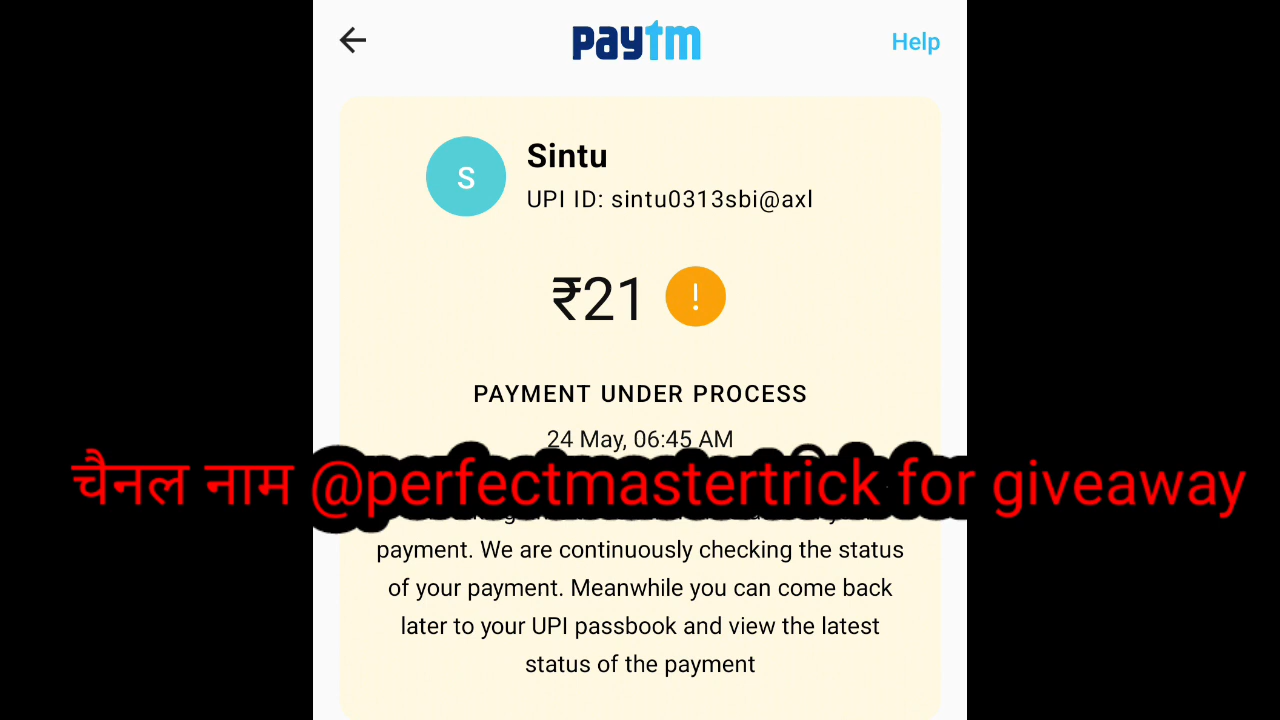 paytm
Help
S
Sintu
UPI ID: sintu0313sbi@axl
₹21 !
PAYMENT UNDER PROCESS
24 May, 06:45 AM
चैनल नाम @perfectmastertrick for giveaway
payment. We are continuously checking the status
of your payment. Meanwhile you can come back
later to your UPI passbook and view the latest
status of the payment